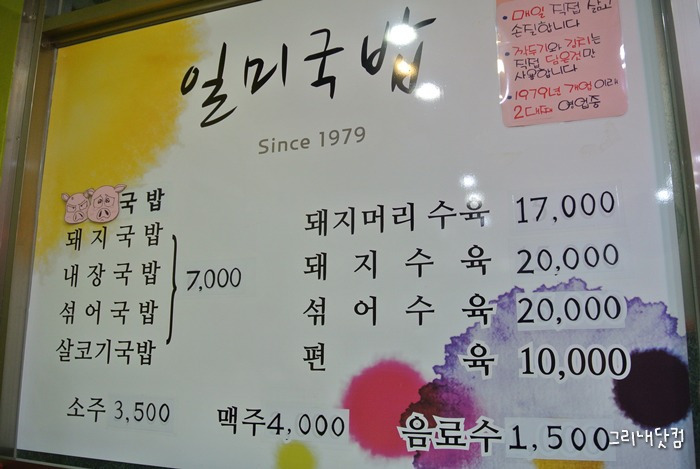 일미국밥
Since 1979
• 매일 직접 삶고
손질합니다
• 깍두기와 김치는
직접 담은것만
사용합니다
• 1979년 개업 이래
2대째 영업중
국밥
돼지국밥
내장국밥
섞어국밥
살코기국밥
7,000
돼지머리수육 17,000
돼지수육 20,000
섞어수육 20,000
편육 10,000
소주 3,500
맥주 4,000
음료수 1,500
그리내닷컴